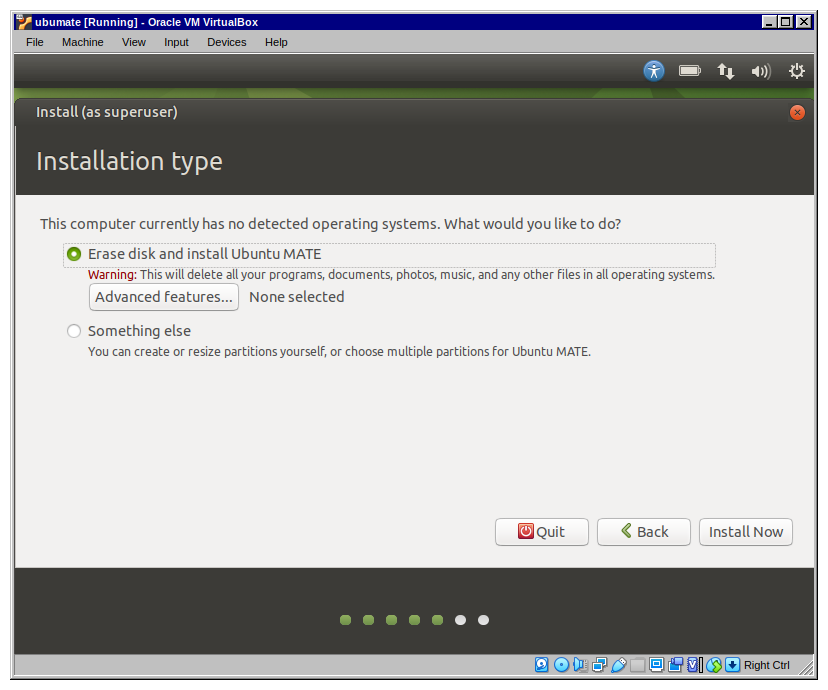 ubumate [Running] - Oracle VM VirtualBox
File Machine View Input Devices Help
Install (as superuser)
Installation type
This computer currently has no detected operating systems. What would you like to do?
Erase disk and install Ubuntu MATE
Warning: This will delete all your programs, documents, photos, music, and any other files in all operating systems.
Advanced features... None selected
Something else
You can create or resize partitions yourself, or choose multiple partitions for Ubuntu MATE.
Quit Back Install Now
Right Ctrl